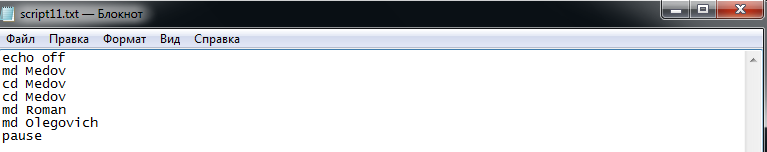 script11.txt — Блокнот
Файл Правка Формат Вид Справка
echo off
md Medov
cd Medov
cd Medov
md Roman
md Olegovich
pause